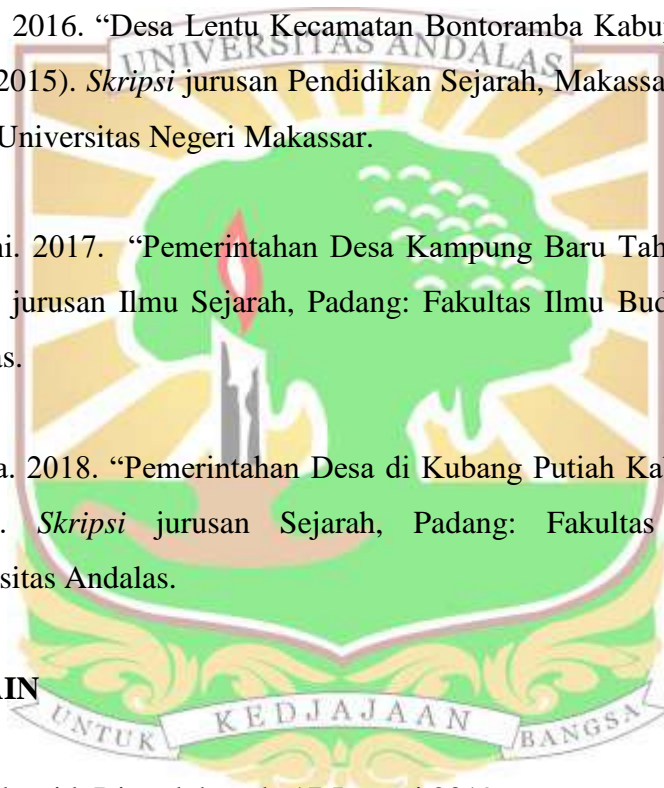 2016. “Desa Lentu Kecamatan Bontoramba Kabu
UNIVERSITAS ANDALAS
2015). Skripsi jurusan Pendidikan Sejarah, Makassa
Universitas Negeri Makassar.
ni. 2017. “Pemerintahan Desa Kampung Baru Tah
jurusan Ilmu Sejarah, Padang: Fakultas Ilmu Bud
as.
a. 2018. “Pemerintahan Desa di Kubang Putiah Ka
. Skripsi jurusan Sejarah, Padang: Fakultas
sitas Andalas.
AIN
UNTUK KEDJAJAAN BANGSA